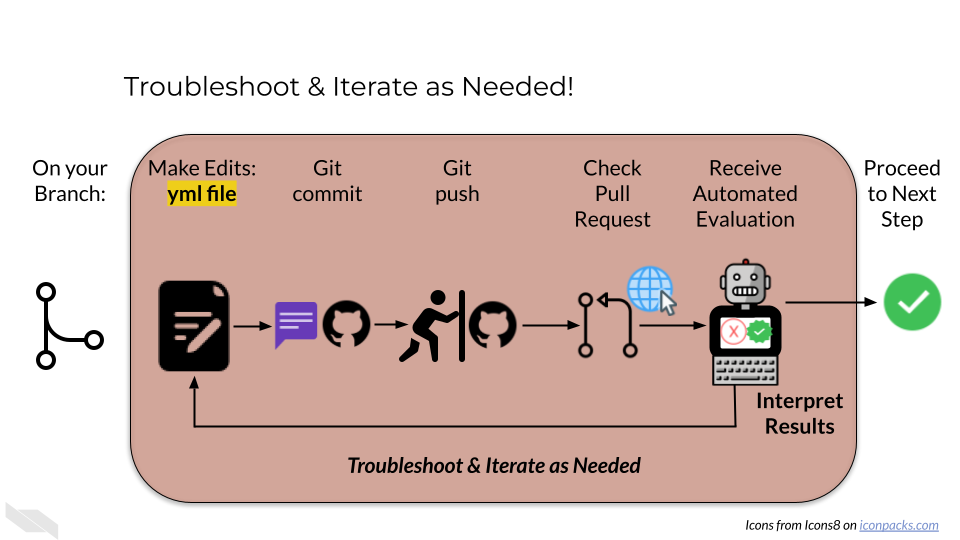 Troubleshoot & Iterate as Needed!
On your
Branch:
Make Edits:
yml file
Git
commit
Git
push
Check
Pull
Request
Receive
Automated
Evaluation
Proceed
to Next
Step
X
Interpret
Results
Troubleshoot & Iterate as Needed
Icons from Icons8 on iconpacks.com